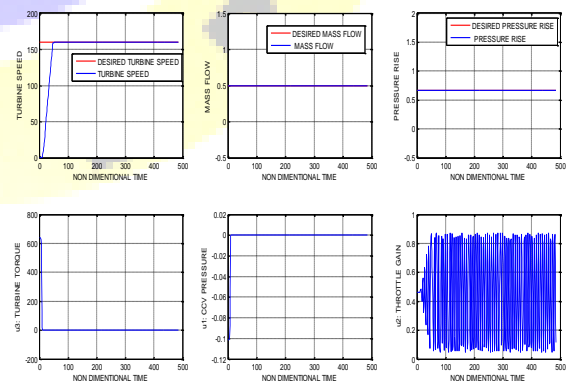 TURBINE SPEED
200
150
100
50
0
DESIRED TURBINE SPEED
TURBINE SPEED
0 100 200 300 400 500
NON DIMENTIONAL TIME
MASS FLOW
1.5
1
0.5
0
-0.5
DESIRED MASS FLOW
MASS FLOW
0 100 200 300 400 500
NON DIMENTIONAL TIME
PRESSURE RISE
2
1.5
1
0.5
0
-0.5
DESIRED PRESSURE RISE
PRESSURE RISE
0 100 200 300 400 500
NON DIMENTIONAL TIME
u3: TURBINE TORQUE
800
600
400
200
0
-200
0 100 200 300 400 500
NON DIMENTIONAL TIME
u1: CCV PRESSURE
0.02
0
-0.02
-0.04
-0.06
-0.08
-0.1
-0.12
0 100 200 300 400 500
NON DIMENTIONAL TIME
u2: THROTTLE GAIN
1
0.8
0.6
0.4
0.2
0
0 100 200 300 400 500
NON DIMENTIONAL TIME